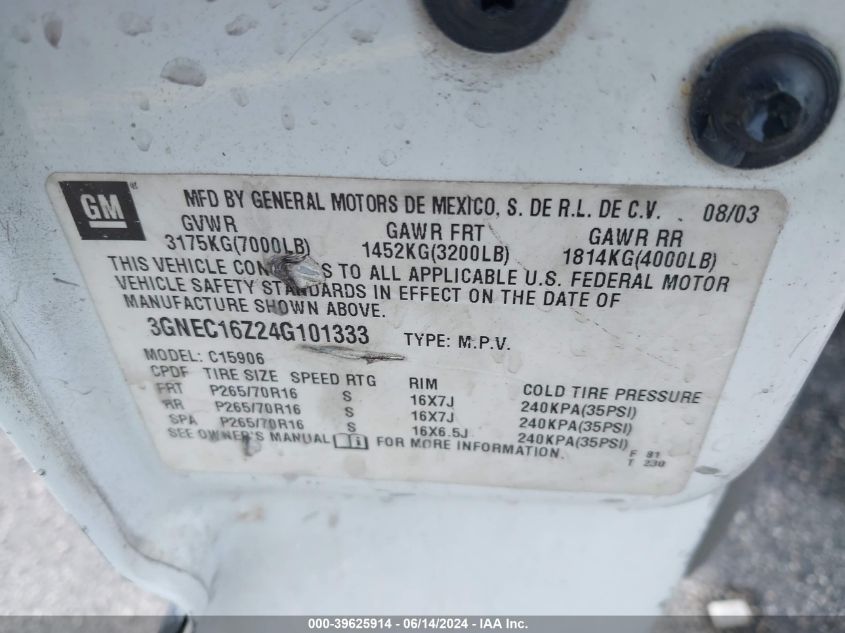 GM
MFD BY GENERAL MOTORS DE MEXICO, S. DE R.L. DE C.V. 08/03
GVWR GAWR FRT GAWR RR
3175KG(7000LB) 1452KG(3200LB) 1814KG(4000LB)
THIS VEHICLE S TO ALL APPLICABLE U.S. FEDERAL MOTOR
VEHICLE SAFETY STANDARDS IN EFFECT ON THE DATE OF
MANUFACTURE SHOWN ABOVE.
3GNEC16Z24G101333 TYPE: M.P.V.
MODEL: C15906
CPDF TIRE SIZE SPEED RTG RIM COLD TIRE PRESSURE
FRT P265/70R16 S 16X7J 240KPA(35PSI)
RR P265/70R16 S 16X7J 240KPA(35PSI)
SPA P265/70R16 S 16X6.5J 240KPA(35PSI)
SEE OWNER'S MANUAL i FOR MORE INFORMATION. F 81
T 230
000-39625914 - 06/14/2024 - IAA Inc.